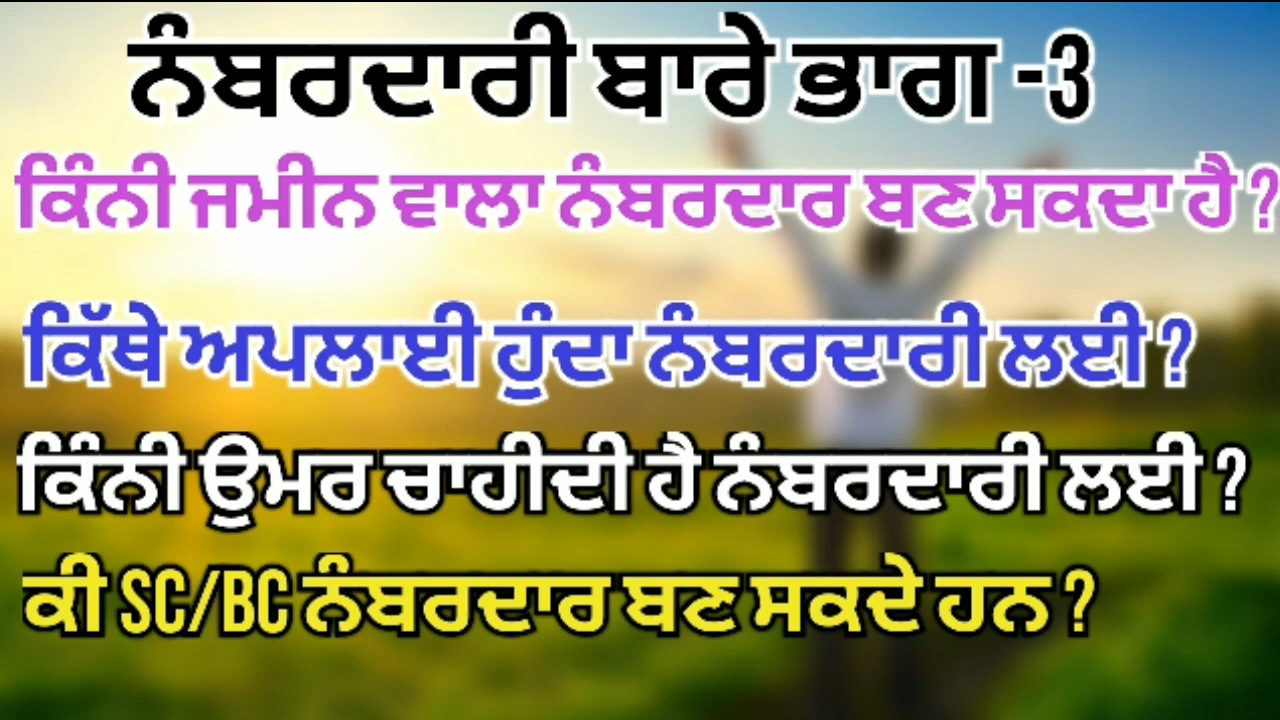 ਨੰਬਰਦਾਰੀ ਬਾਰੇ ਭਾਗ -3
ਕਿੰਨੀ ਜਮੀਨ ਵਾਲਾ ਨੰਬਰਦਾਰ ਬਣ ਸਕਦਾ ਹੈ ?
ਕਿੱਥੇ ਅਪਲਾਈ ਹੁੰਦਾ ਨੰਬਰਦਾਰੀ ਲਈ ?
ਕਿੰਨੀ ਉਮਰ ਚਾਹੀਦੀ ਹੈ ਨੰਬਰਦਾਰੀ ਲਈ ?
ਕੀ SC/BC ਨੰਬਰਦਾਰ ਬਣ ਸਕਦੇ ਹਨ ?